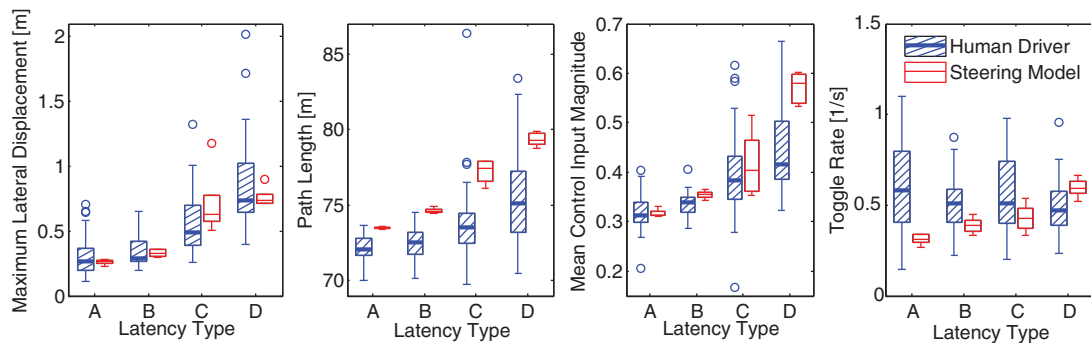 Maximum Lateral Displacement [m]
2
1.5
1
0.5
0
A B C D
Latency Type
Path Length [m]
85
80
75
70
A B C D
Latency Type
Mean Control Input Magnitude
0.7
0.6
0.5
0.4
0.3
0.2
A B C D
Latency Type
Toggle Rate [1/s]
1.5
1
0.5
0
A B C D
Latency Type
Human Driver
Steering Model